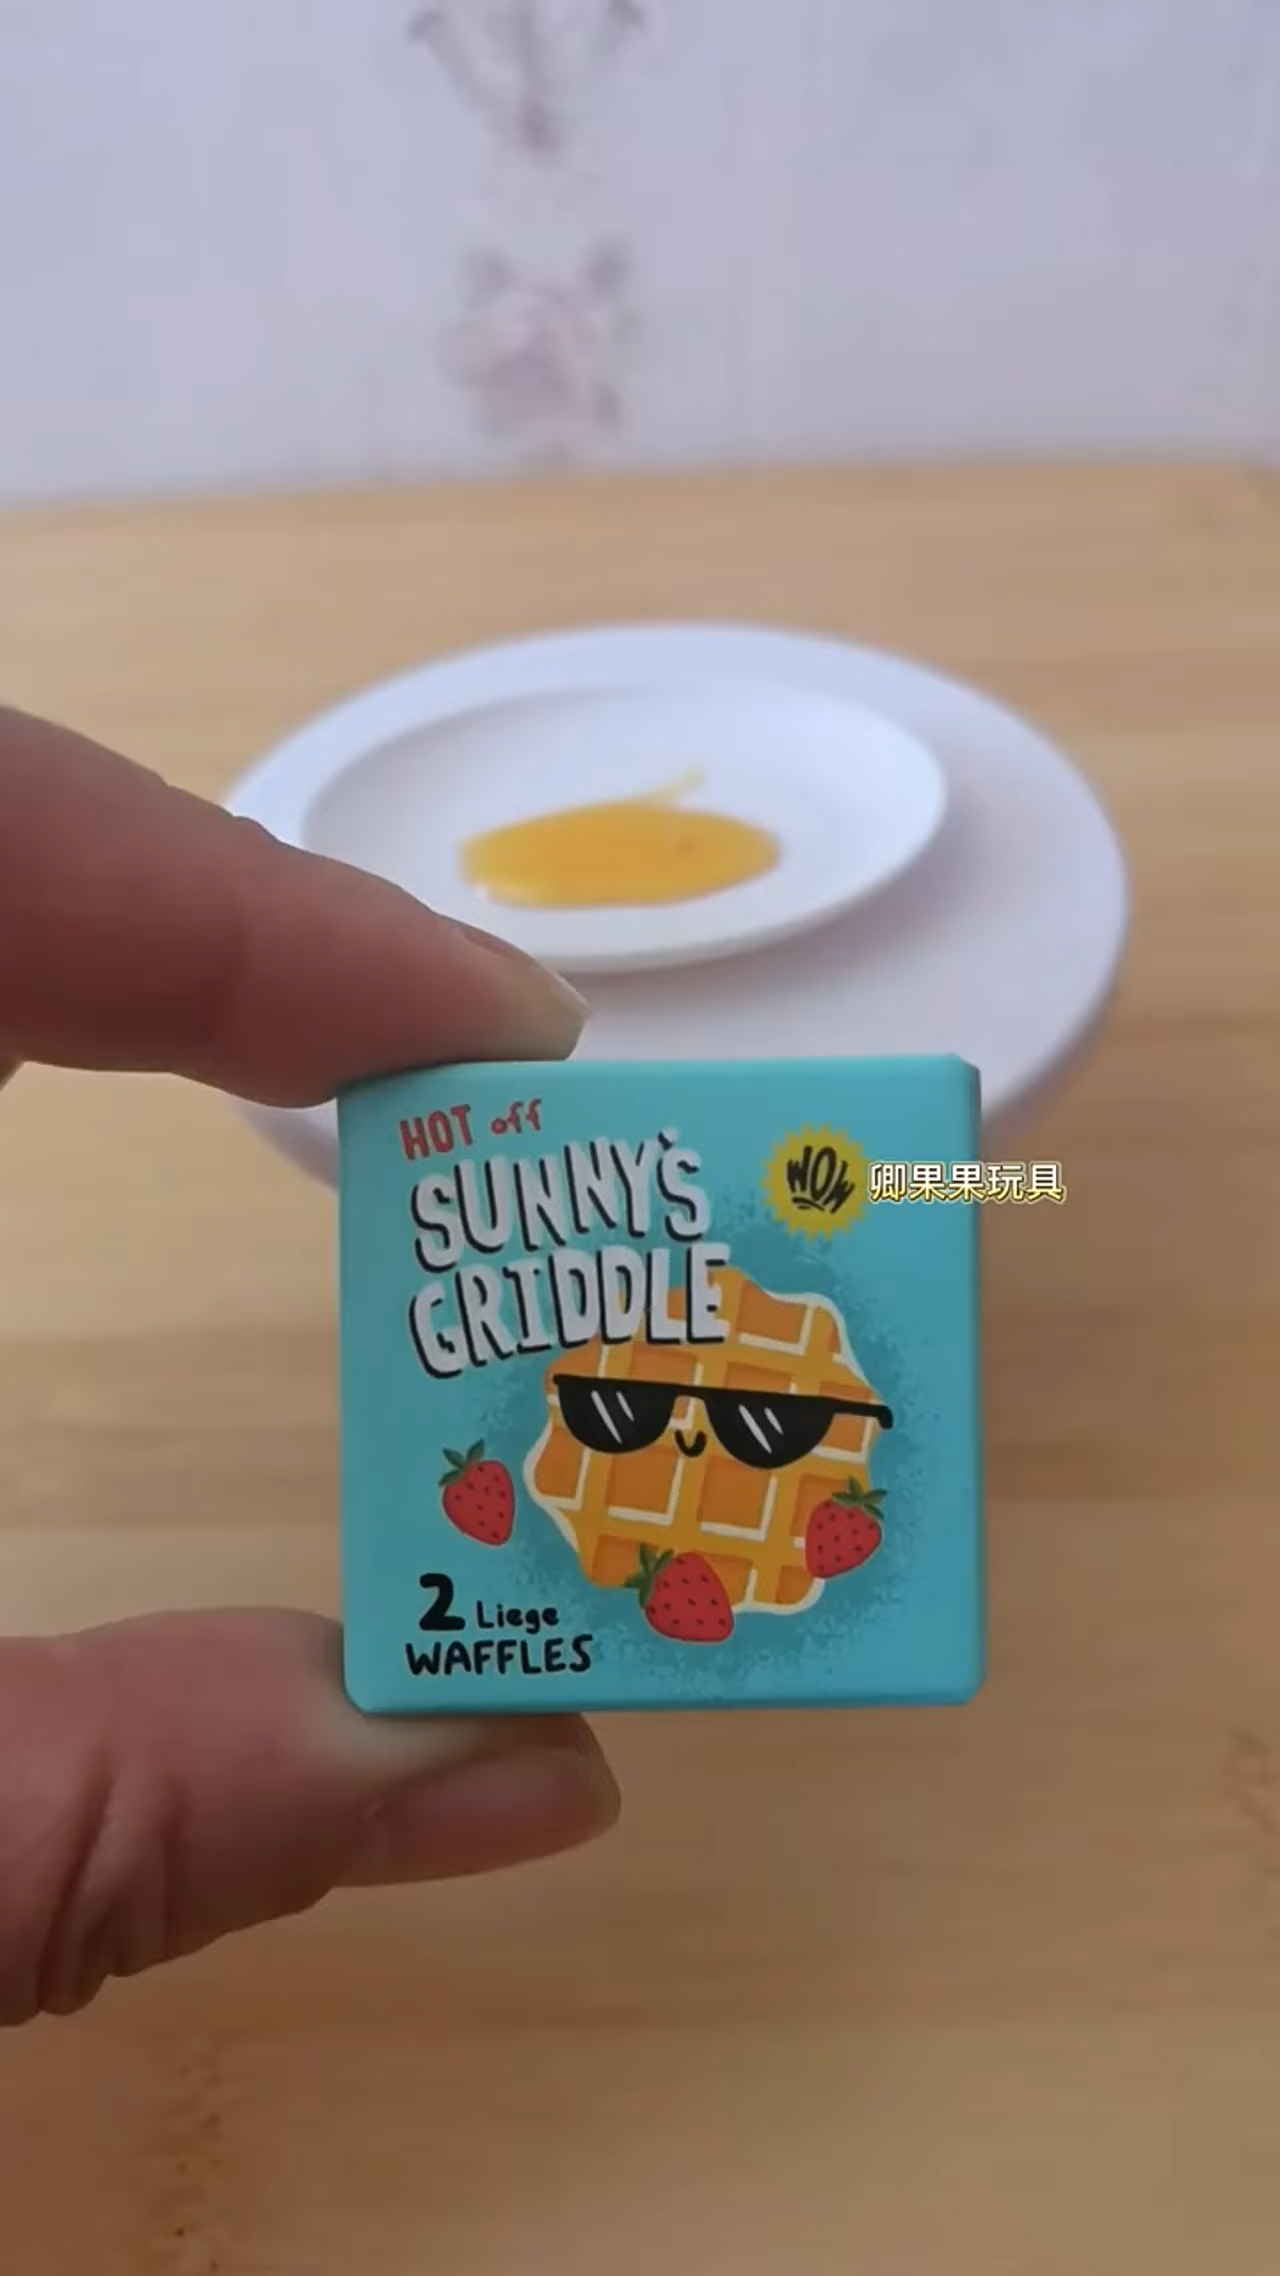 HOT off
SUNNY'S
GRIDDLE
WOW
卿果果玩具
2 Liege
WAFFLES